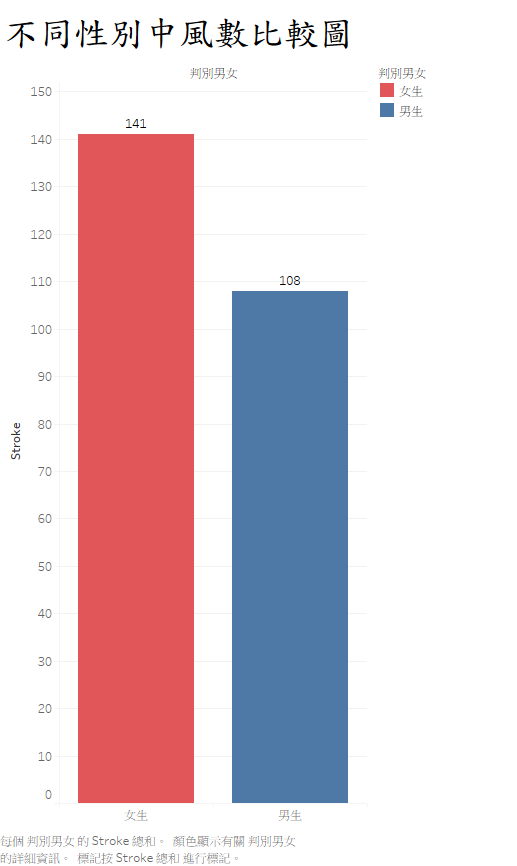 不同性別中風數比較圖
判別男女
判別男女
女生
男生
150
140
130
120
110
100
90
80
70
60
50
40
30
20
10
0
Stroke
141
108
女生
男生
每個 判別男女 的 Stroke 總和。 顏色顯示有關 判別男女
的詳細資訊。 標記按 Stroke 總和 進行標記。